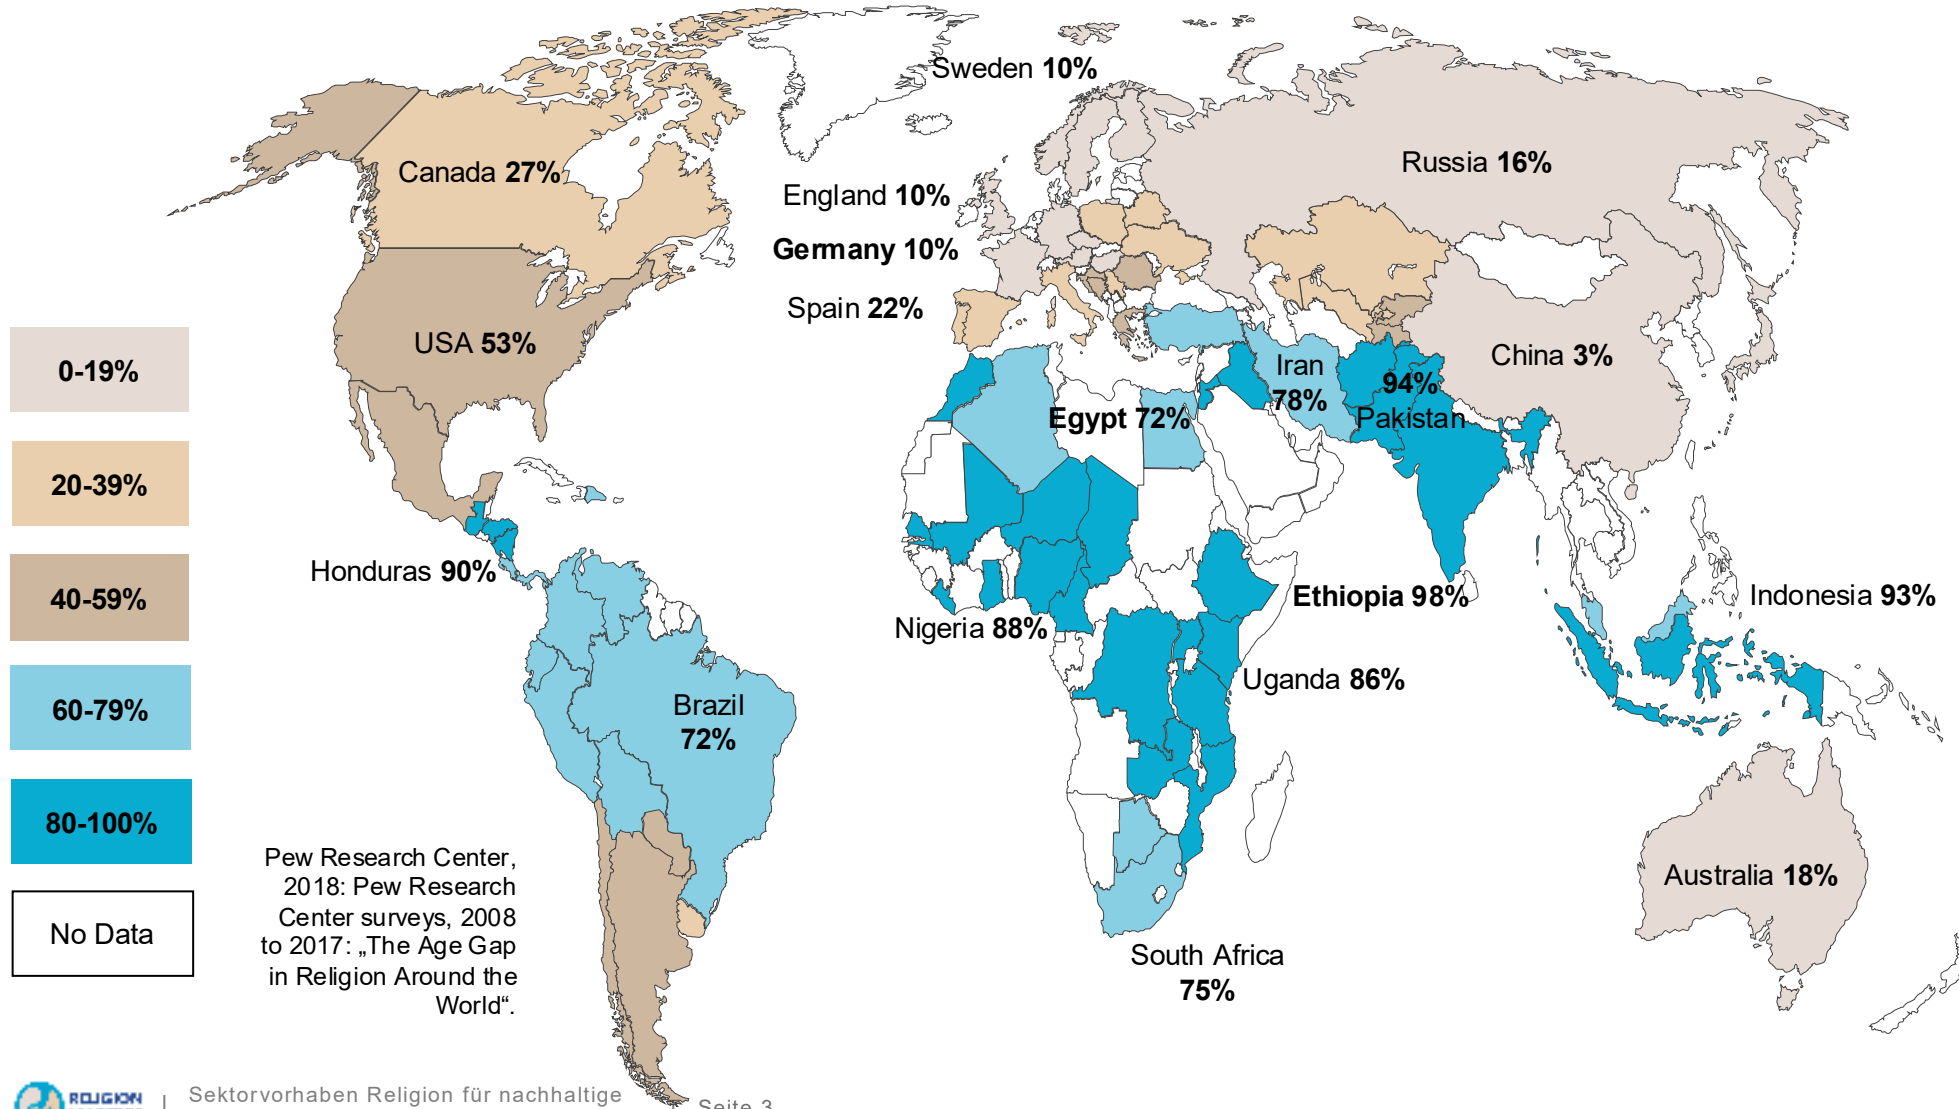 Sweden 10%
Canada 27%
Russia 16%
England 10%
Germany 10%
Spain 22%
USA 53%
China 3%
Iran
78%
94%
Pakistan
Egypt 72%
Honduras 90%
Nigeria 88%
Ethiopia 98%
Indonesia 93%
Uganda 86%
Brazil
72%
Australia 18%
South Africa
75%
0-19%
20-39%
40-59%
60-79%
80-100%
No Data
Pew Research Center,
2018: Pew Research
Center surveys, 2008
to 2017: „The Age Gap
in Religion Around the
World“.
RELIGION
Sektorvorhaben Religion für nachhaltige
Seite 3